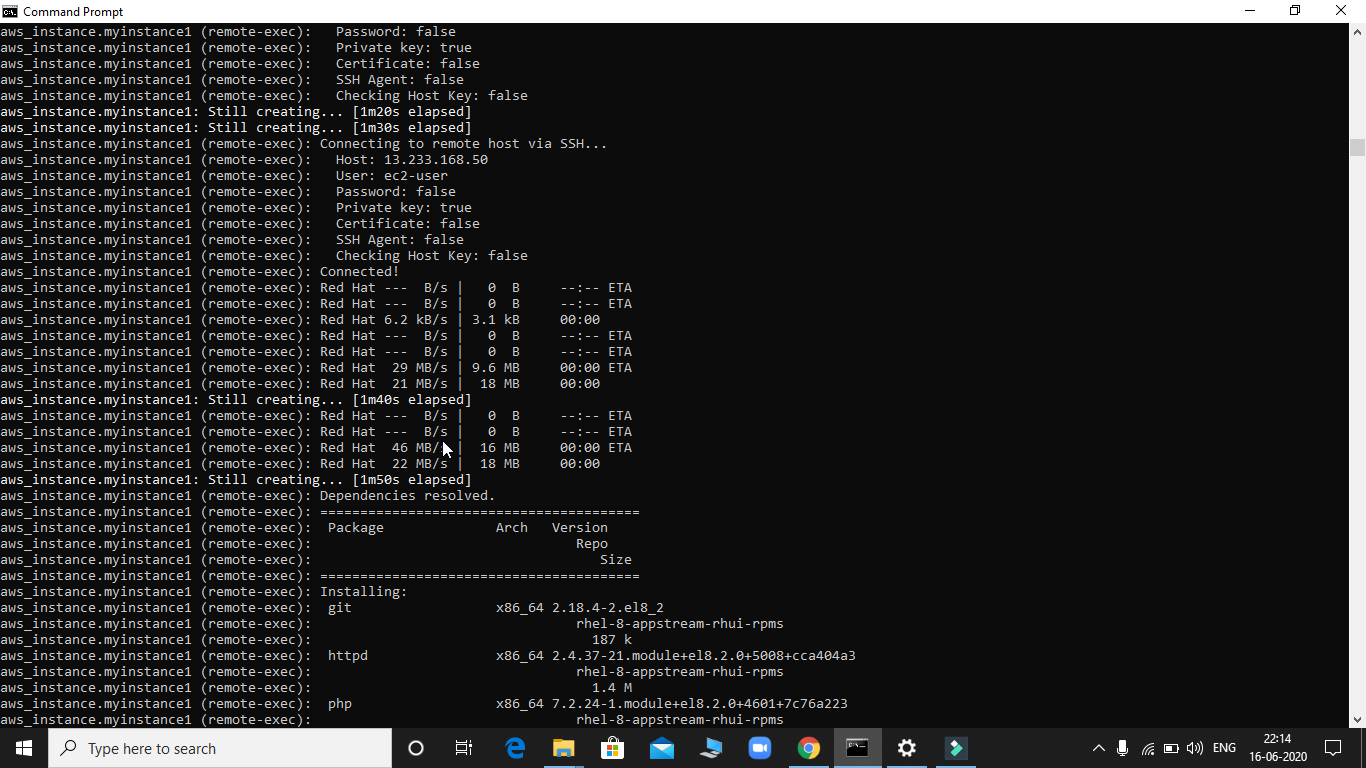 Command Prompt
aws_instance.myinstance1 (remote-exec):   Password: false
aws_instance.myinstance1 (remote-exec):   Private key: true
aws_instance.myinstance1 (remote-exec):   Certificate: false
aws_instance.myinstance1 (remote-exec):   SSH Agent: false
aws_instance.myinstance1 (remote-exec):   Checking Host Key: false
aws_instance.myinstance1: Still creating... [1m20s elapsed]
aws_instance.myinstance1: Still creating... [1m30s elapsed]
aws_instance.myinstance1 (remote-exec): Connecting to remote host via SSH...
aws_instance.myinstance1 (remote-exec):   Host: 13.233.168.50
aws_instance.myinstance1 (remote-exec):   User: ec2-user
aws_instance.myinstance1 (remote-exec):   Password: false
aws_instance.myinstance1 (remote-exec):   Private key: true
aws_instance.myinstance1 (remote-exec):   Certificate: false
aws_instance.myinstance1 (remote-exec):   SSH Agent: false
aws_instance.myinstance1 (remote-exec):   Checking Host Key: false
aws_instance.myinstance1 (remote-exec): Connected!
aws_instance.myinstance1 (remote-exec): Red Hat ---  B/s |   0  B     --:-- ETA
aws_instance.myinstance1 (remote-exec): Red Hat ---  B/s |   0  B     --:-- ETA
aws_instance.myinstance1 (remote-exec): Red Hat 6.2 kB/s | 3.1 kB     00:00
aws_instance.myinstance1 (remote-exec): Red Hat ---  B/s |   0  B     --:-- ETA
aws_instance.myinstance1 (remote-exec): Red Hat ---  B/s |   0  B     --:-- ETA
aws_instance.myinstance1 (remote-exec): Red Hat  29 MB/s | 9.6 MB     00:00 ETA
aws_instance.myinstance1 (remote-exec): Red Hat  21 MB/s |  18 MB     00:00
aws_instance.myinstance1: Still creating... [1m40s elapsed]
aws_instance.myinstance1 (remote-exec): Red Hat ---  B/s |   0  B     --:-- ETA
aws_instance.myinstance1 (remote-exec): Red Hat ---  B/s |   0  B     --:-- ETA
aws_instance.myinstance1 (remote-exec): Red Hat  46 MB/s |  16 MB     00:00 ETA
aws_instance.myinstance1 (remote-exec): Red Hat  22 MB/s |  18 MB     00:00
aws_instance.myinstance1: Still creating... [1m50s elapsed]
aws_instance.myinstance1 (remote-exec): Dependencies resolved.
aws_instance.myinstance1 (remote-exec): ========================================
aws_instance.myinstance1 (remote-exec):  Package              Arch   Version
aws_instance.myinstance1 (remote-exec):                                Repo
aws_instance.myinstance1 (remote-exec):                                   Size
aws_instance.myinstance1 (remote-exec): ========================================
aws_instance.myinstance1 (remote-exec): Installing:
aws_instance.myinstance1 (remote-exec):  git                  x86_64 2.18.4-2.el8_2
aws_instance.myinstance1 (remote-exec):                                rhel-8-appstream-rhui-rpms
aws_instance.myinstance1 (remote-exec):                                  187 k
aws_instance.myinstance1 (remote-exec):  httpd                x86_64 2.4.37-21.module+el8.2.0+5008+cca404a3
aws_instance.myinstance1 (remote-exec):                                rhel-8-appstream-rhui-rpms
aws_instance.myinstance1 (remote-exec):                                  1.4 M
aws_instance.myinstance1 (remote-exec):  php                  x86_64 7.2.24-1.module+el8.2.0+4601+7c76a223
aws_instance.myinstance1 (remote-exec):                                rhel-8-appstream-rhui-rpms
Type here to search
ENG
22:14
16-06-2020